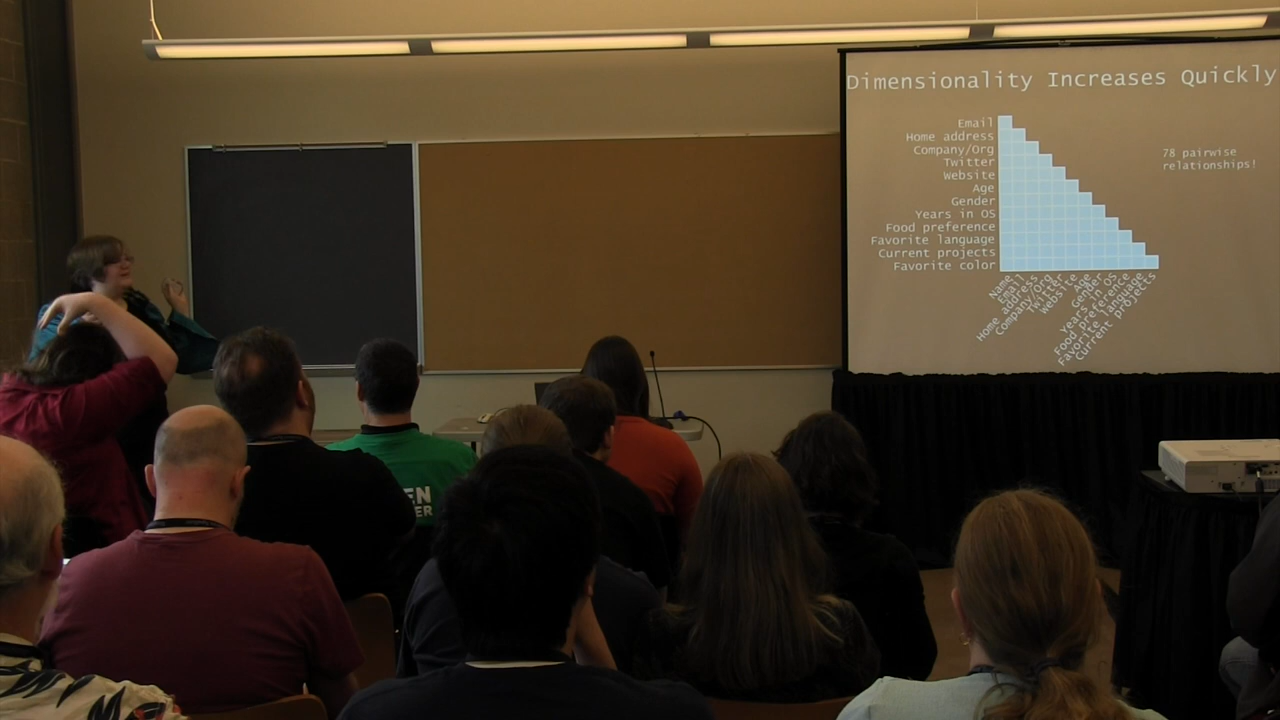 Dimensionality Increases Quickly
Email
Home address
Company/Org
Twitter
Website
Age
Gender
Years in OS
Food preference
Favorite language
Current projects
Favorite color
78 pairwise
relationships!
Name
Email
Home address
Company/Org
Twitter
Website
Age
Gender
Years in OS
Food preference
Favorite language
Current projects
EN
ER